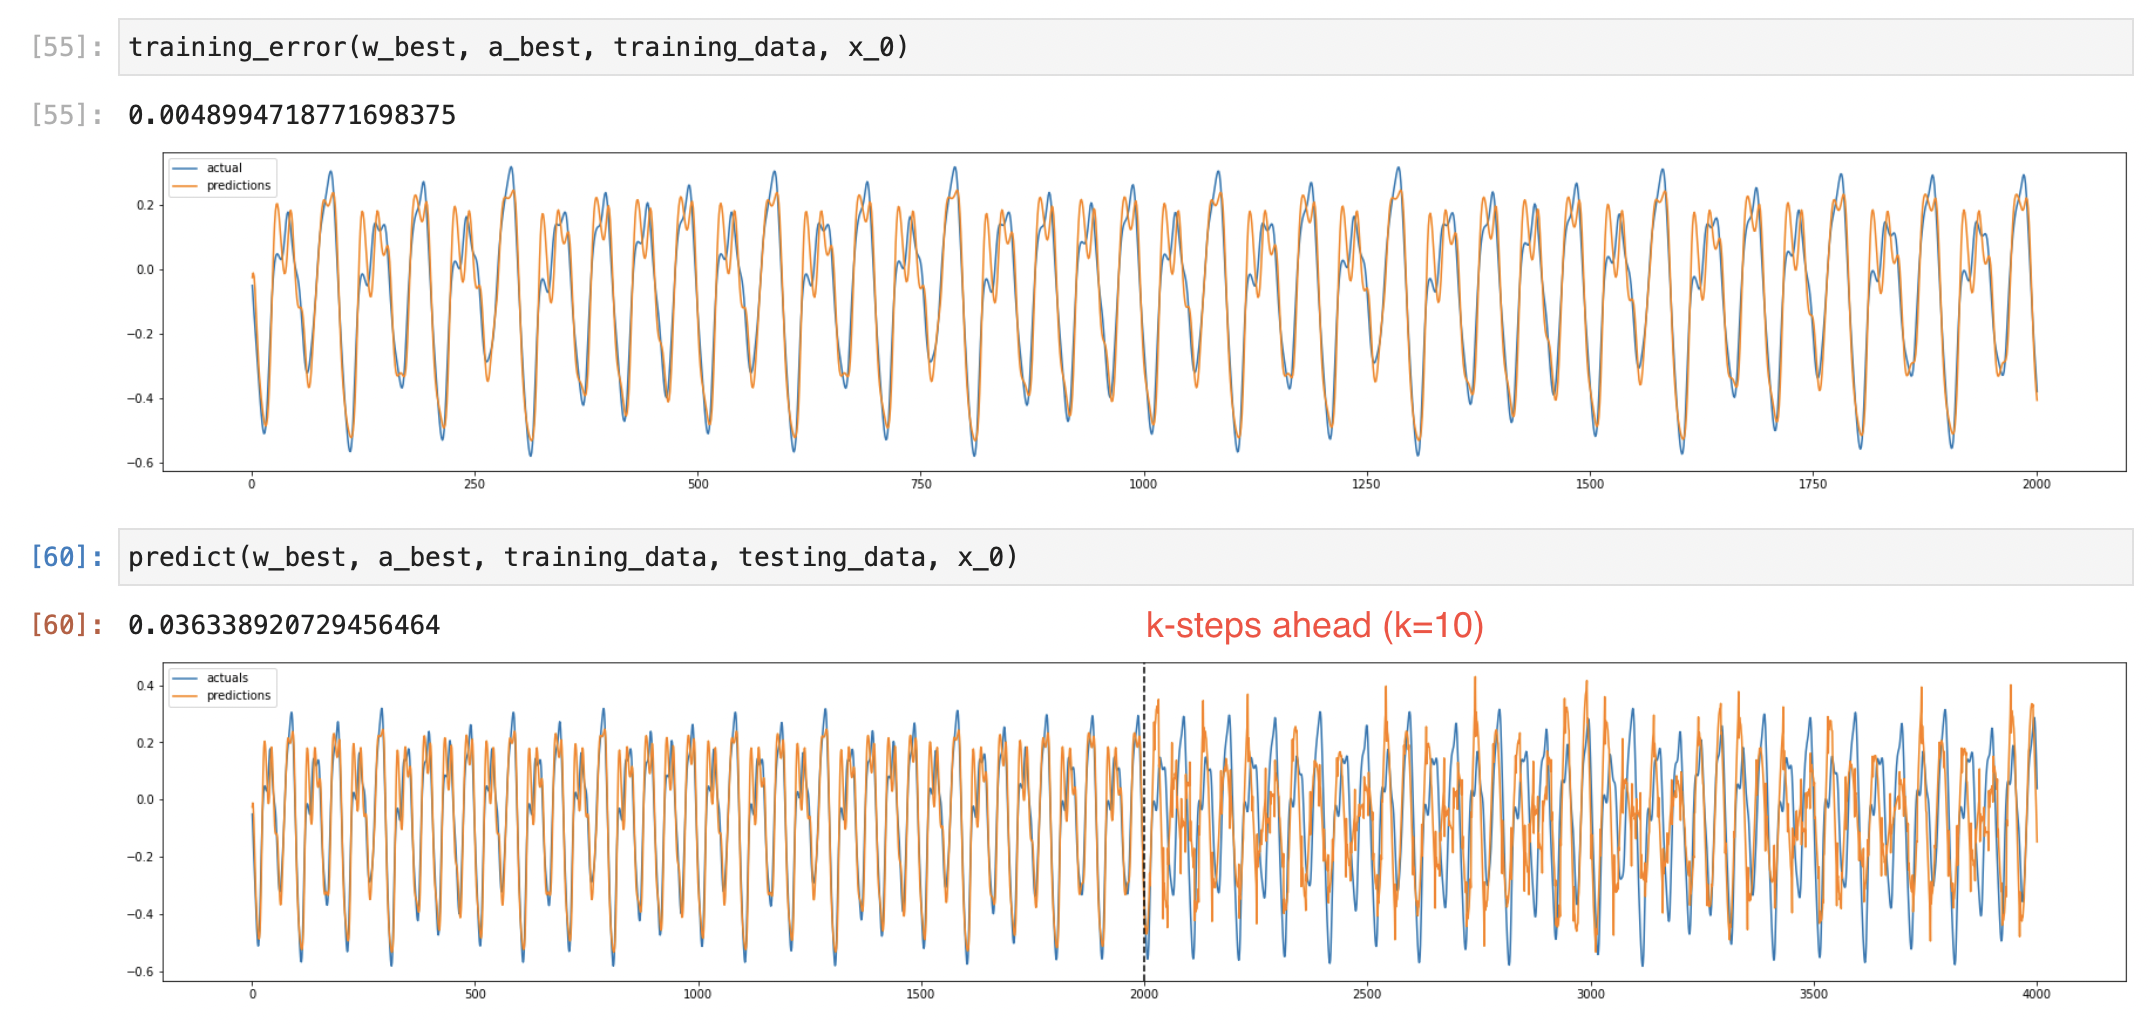 [55]: training_error(w_best, a_best, training_data, x_0)
[55]: 0.0048994718771698375
actual
predictions
0.2
0.0
−0.2
−0.4
−0.6
0 250 500 750 1000 1250 1500 1750 2000
[60]: predict(w_best, a_best, training_data, testing_data, x_0)
[60]: 0.036338920729456464
k-steps ahead (k=10)
actuals
predictions
0.4
0.2
0.0
−0.2
−0.4
−0.6
0 500 1000 1500 2000 2500 3000 3500 4000